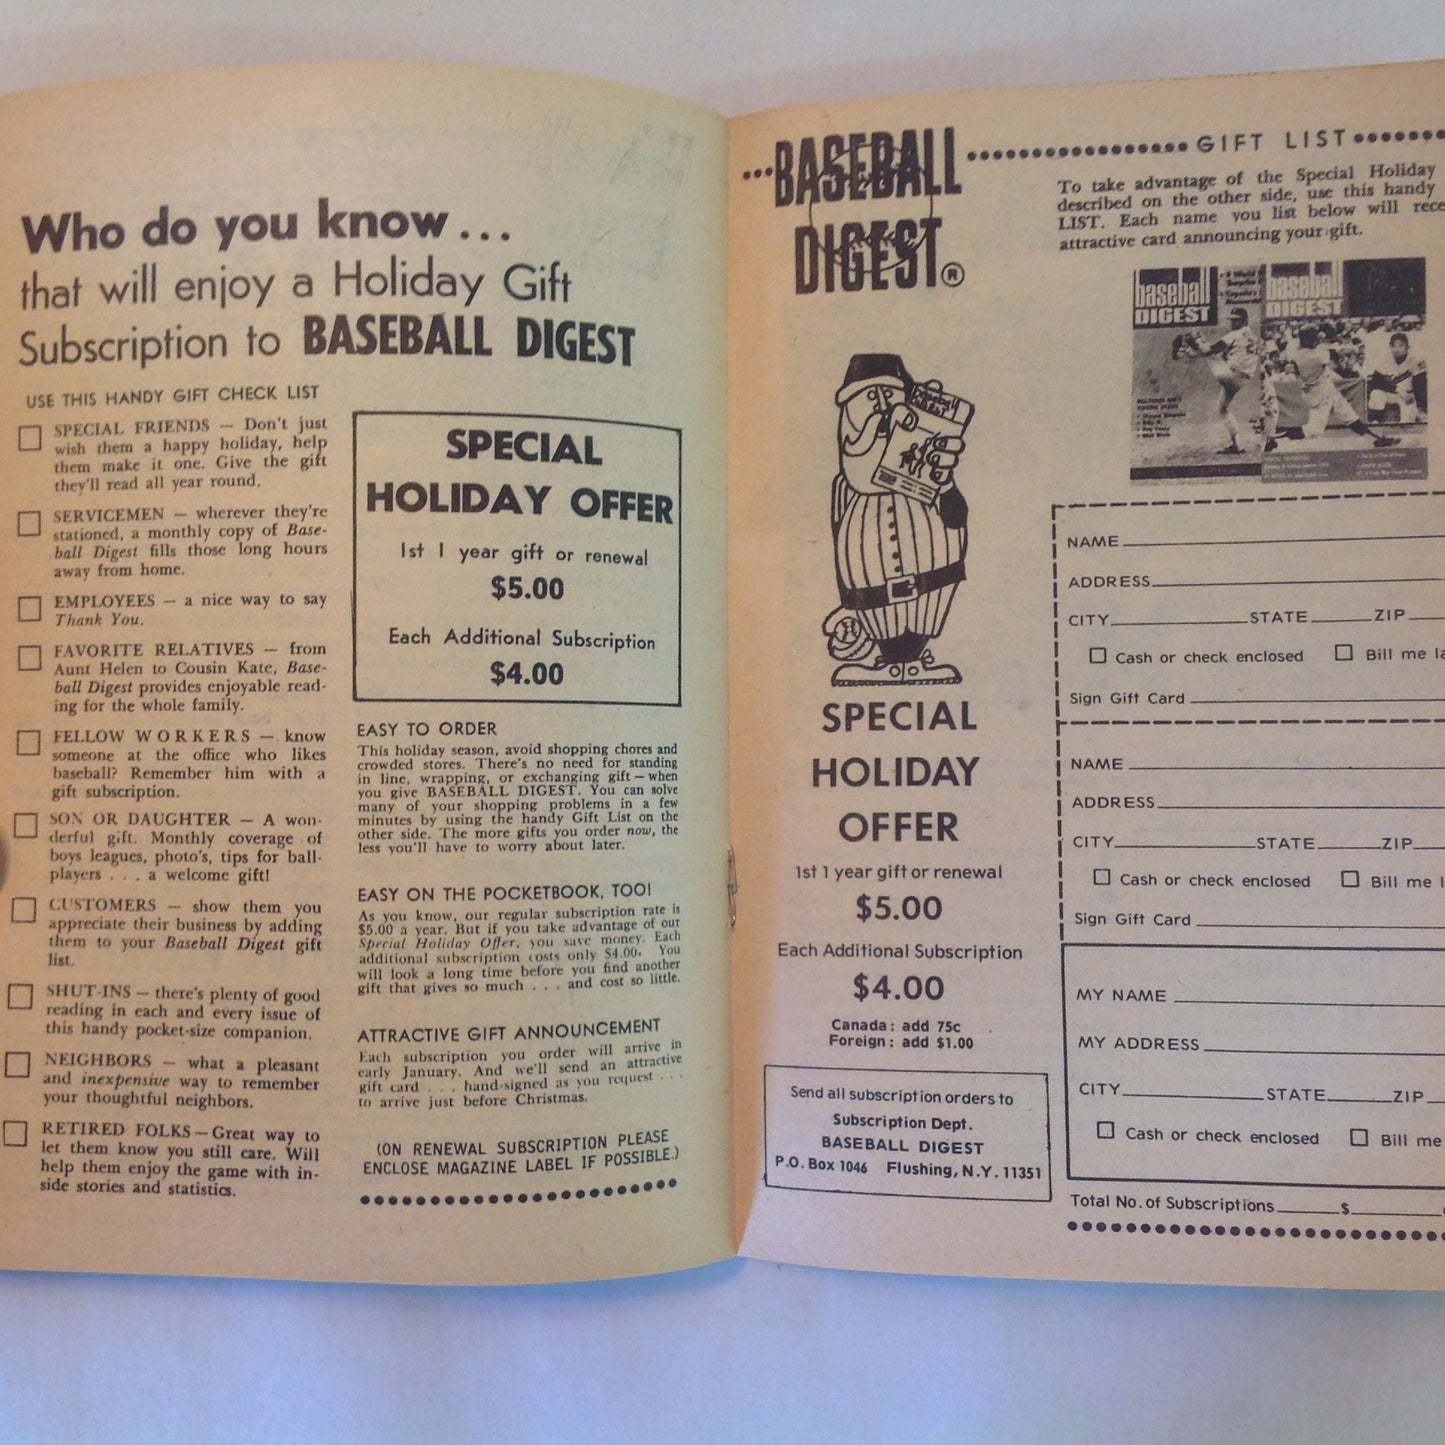 Who do you know...
that will enjoy a Holiday Gift
Subscription to BASEBALL DIGEST
USE THIS HANDY GIFT CHECK LIST
SPECIAL FRIENDS — Don't just
wish them a happy holiday, help
them make it one. Give the gift
they'll read all year round.
SERVICEMEN — wherever they're
stationed, a monthly copy of Base-
ball Digest fills those long hours
away from home.
EMPLOYEES — a nice way to say
Thank You.
FAVORITE RELATIVES — from
Aunt Helen to Cousin Kate, Base-
ball Digest provides enjoyable read-
ing for the whole family.
FELLOW WORKERS — know
someone at the office who likes
baseball? Remember him with a
gift subscription.
SON OR DAUGHTER — A won-
derful gift. Monthly coverage of
boys leagues, photo's, tips for ball-
players . . . a welcome gift!
CUSTOMERS — show them you
appreciate their business by adding
them to your Baseball Digest gift
list.
SHUT-INS — there's plenty of good
reading in each and every issue of
this handy pocket-size companion.
NEIGHBORS — what a pleasant
and inexpensive way to remember
your thoughtful neighbors.
RETIRED FOLKS — Great way to
let them know you still care. Will
help them enjoy the game with in-
side stories and statistics.
SPECIAL
HOLIDAY OFFER
1st 1 year gift or renewal
$5.00
Each Additional Subscription
$4.00
EASY TO ORDER
This holiday season, avoid shopping chores and
crowded stores. There's no need for standing
in line, wrapping, or exchanging gift — when
you give BASEBALL DIGEST. You can solve
many of your shopping problems in a few
minutes by using the handy Gift List on the
other side. The more gifts you order now, the
less you'll have to worry about later.
EASY ON THE POCKETBOOK, TOO!
As you know, our regular subscription rate is
$5.00 a year. But if you take advantage of our
Special Holiday Offer, you save money. Each
additional subscription costs only $4.00. You
will look a long time before you find another
gift that gives so much . . . and cost so little.
ATTRACTIVE GIFT ANNOUNCEMENT
Each subscription you order will arrive in
early January. And we'll send an attractive
gift card . . . hand-signed as you request . . .
to arrive just before Christmas.
(ON RENEWAL SUBSCRIPTION PLEASE
ENCLOSE MAGAZINE LABEL IF POSSIBLE.)
BASEBALL
DIGEST®
GIFT LIST
To take advantage of the Special Holiday
described on the other side, use this handy
LIST. Each name you list below will rece
attractive card announcing your gift.
baseball
DIGEST
baseball
DIGEST
Baseball
DIGEST
SPECIAL
HOLIDAY
OFFER
1st 1 year gift or renewal
$5.00
Each Additional Subscription
$4.00
Canada: add 75c
Foreign: add $1.00
Send all subscription orders to
Subscription Dept.
BASEBALL DIGEST
P.O. Box 1046 Flushing, N.Y. 11351
NAME
ADDRESS
CITY STATE ZIP
Cash or check enclosed Bill me la
Sign Gift Card
NAME
ADDRESS
CITY STATE ZIP
Cash or check enclosed Bill me l
Sign Gift Card
MY NAME
MY ADDRESS
CITY STATE ZIP
Cash or check enclosed Bill me
Total No. of Subscriptions $